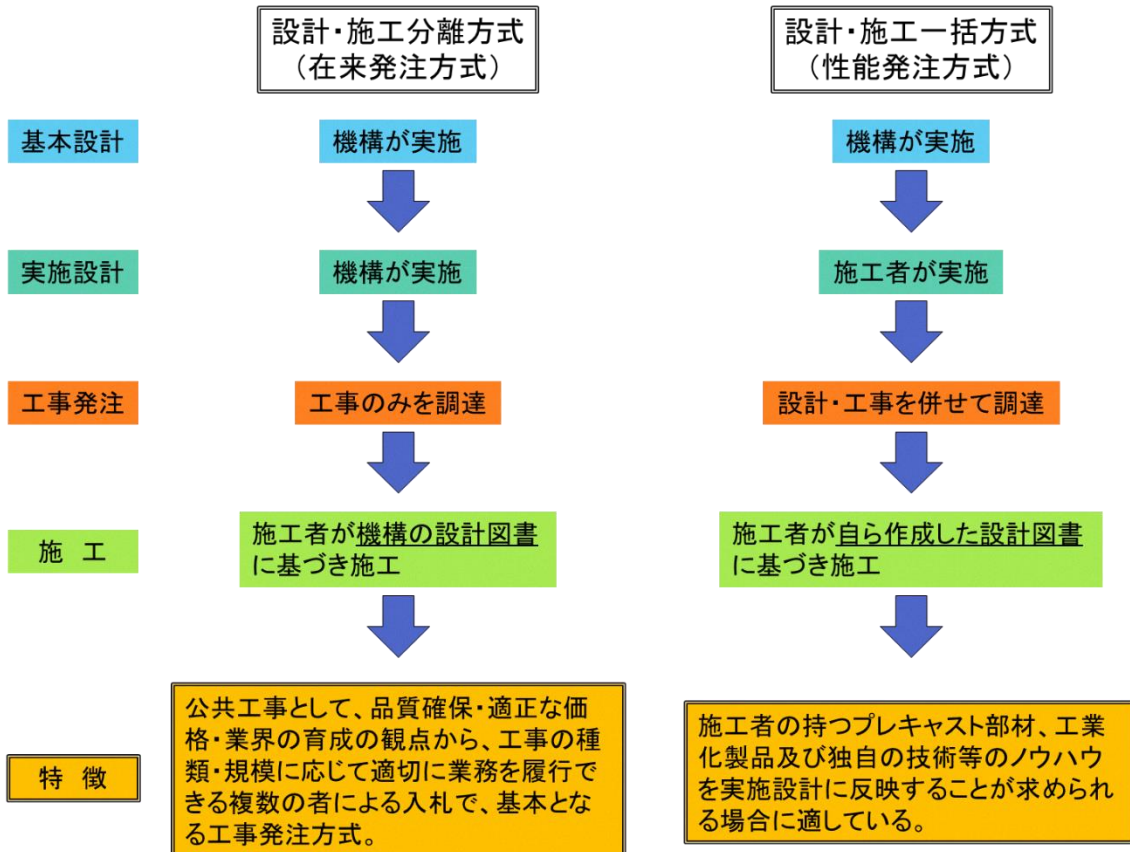 設計・施工分離方式
(在来発注方式)
設計・施工一括方式
(性能発注方式)
基本設計
機構が実施
機構が実施
実施設計
機構が実施
施工者が実施
工事発注
工事のみを調達
設計・工事を併せて調達
施 工
施工者が機構の設計図書
に基づき施工
施工者が自ら作成した設計図書
に基づき施工
特 徴
公共工事として、品質確保・適正な価
格・業界の育成の観点から、工事の種
類・規模に応じて適切に業務を履行で
きる複数の者による入札で、基本とな
る工事発注方式。
施工者の持つプレキャスト部材、工業
化製品及び独自の技術等のノウハウ
を実施設計に反映することが求められ
る場合に適している。